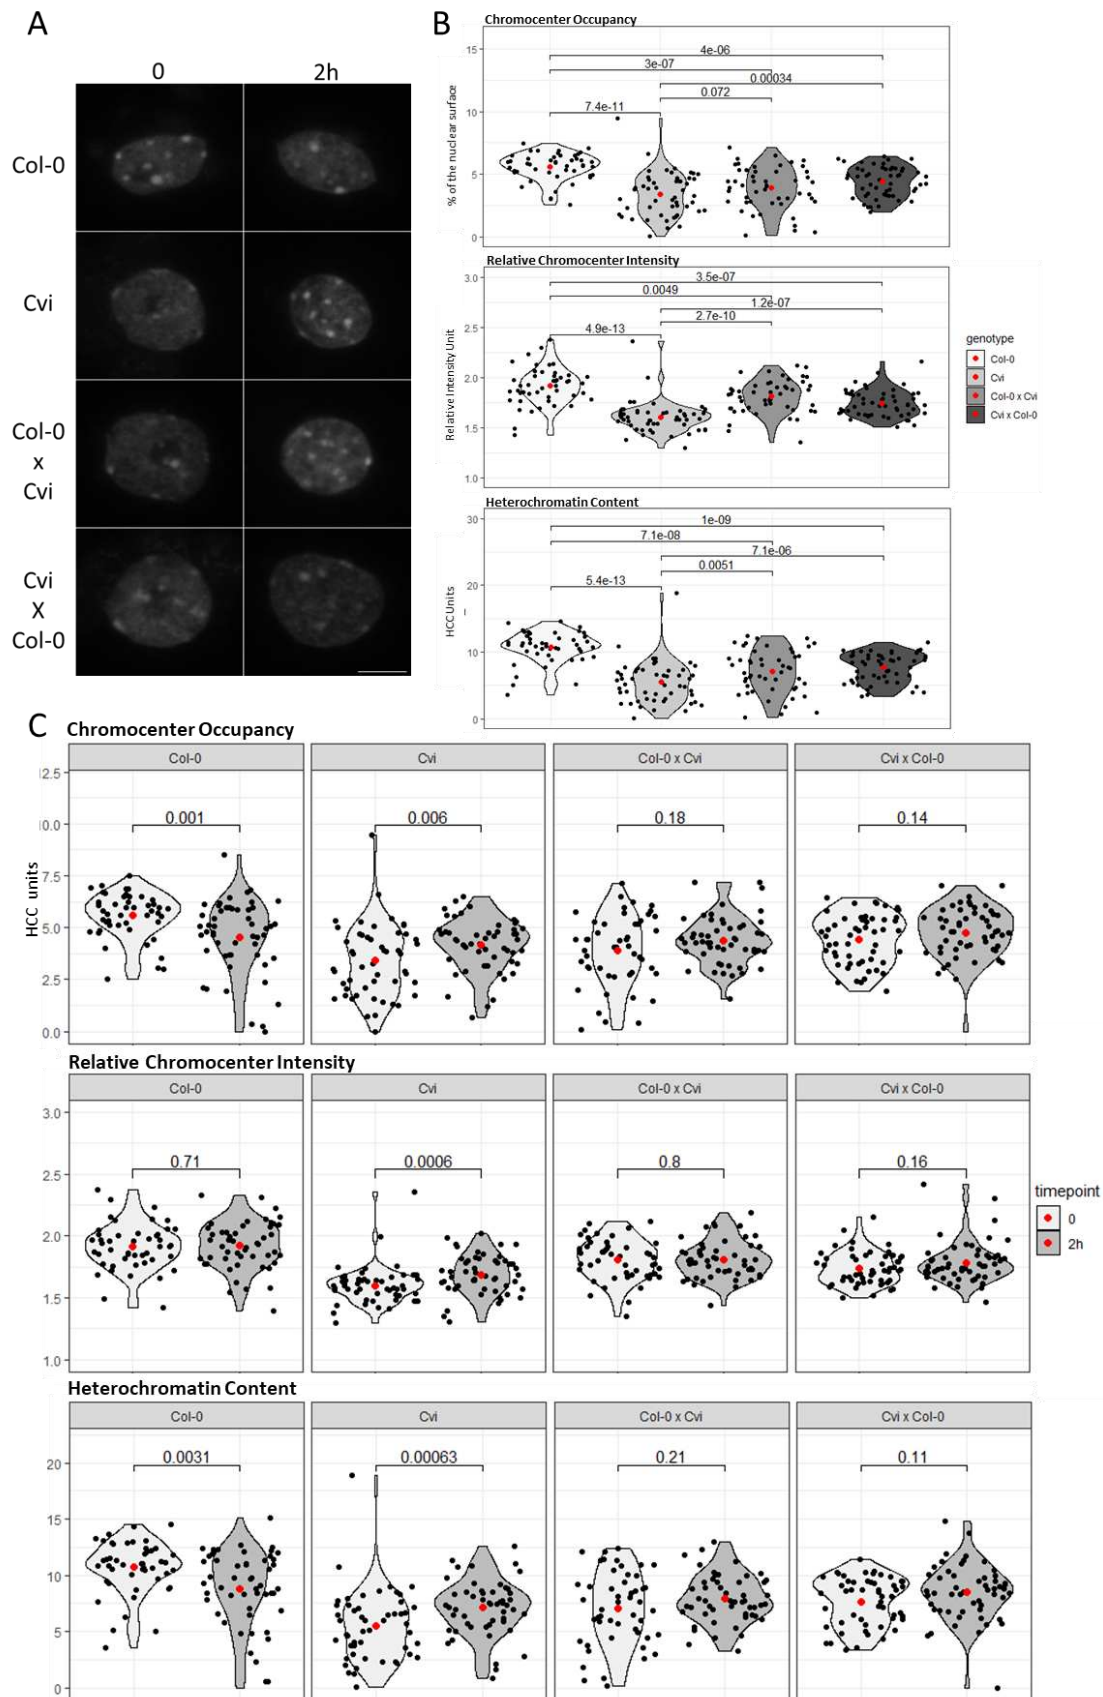 A
0 2h
Col-0
Cvi
Col-0
x
Cvi
Cvi
X
Col-0
B
Chromocenter Occupancy
% of the nuclear surface
15
10
5
0
4e-06
3e-07
0.00034
0.072
7.4e-11
Relative Chromocenter Intensity
Relative Intensity Unit
3.0
2.5
2.0
1.5
1.0
3.5e-07
0.0049
1.2e-07
2.7e-10
4.9e-13
genotype
Col-0
Cvi
Col-0 x Cvi
Cvi x Col-0
Heterochromatin Content
HCC Units
30
20
10
0
1e-09
7.1e-08
7.1e-06
0.0051
5.4e-13
C
Chromocenter Occupancy
Col-0 Cvi Col-0 x Cvi Cvi x Col-0
HCC units
2.5
0.0
7.5
5.0
2.5
0.0
0.001 0.006 0.18 0.14
Relative Chromocenter Intensity
Col-0 Cvi Col-0 x Cvi Cvi x Col-0
3.0
2.5
2.0
1.5
1.0
0.71 0.0006 0.8 0.16
timepoint
0
2h
Heterochromatin Content
Col-0 Cvi Col-0 x Cvi Cvi x Col-0
20
15
10
5
0
0.0031 0.00063 0.21 0.11